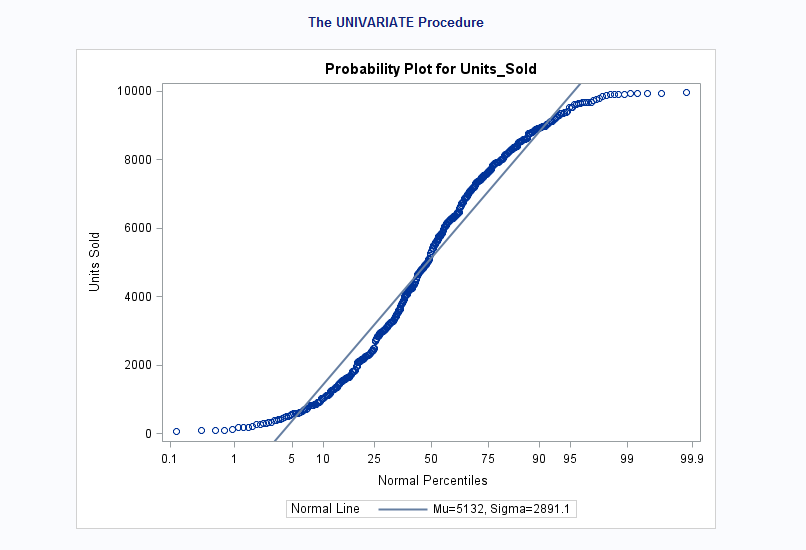 The UNIVARIATE Procedure
Probability Plot for Units_Sold
10000
8000
6000
4000
2000
0
Units Sold
0.1 1 5 10 25 50 75 90 95 99 99.9
Normal Percentiles
Normal Line Mu=5132, Sigma=2891.1